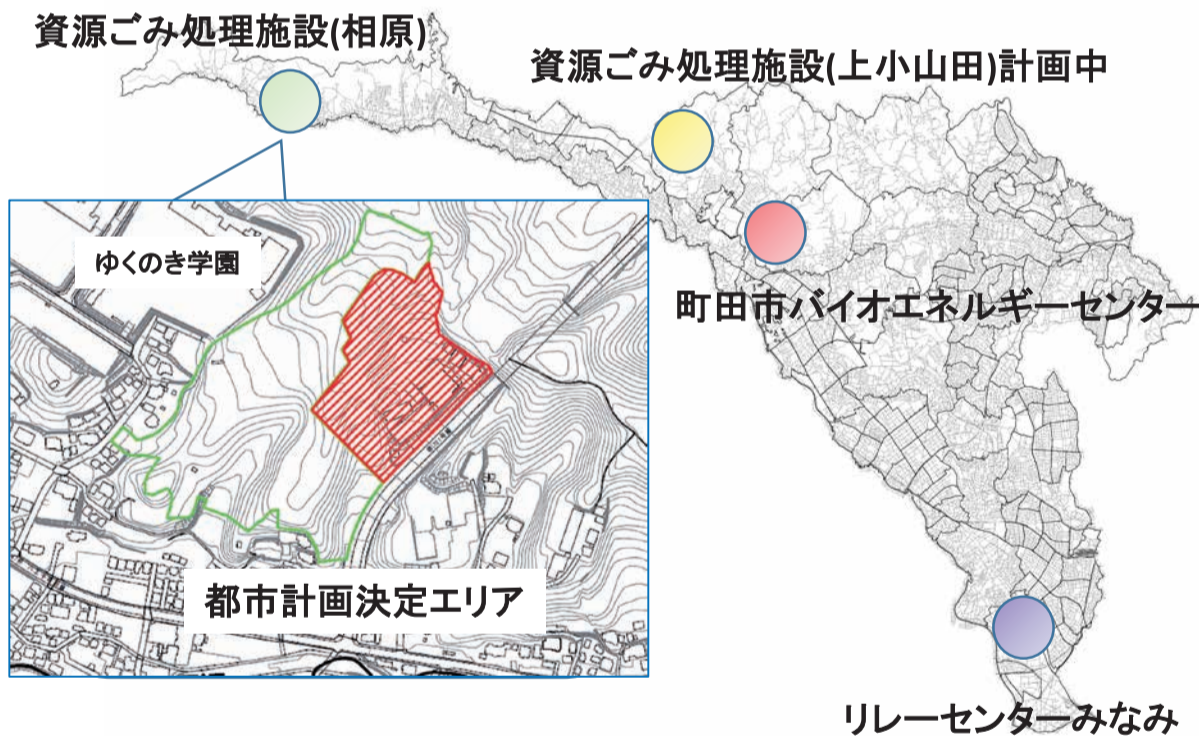 資源ごみ処理施設(相原)
資源ごみ処理施設(上小山田)計画中
ゆくのき学園
町田市バイオエネルギーセンター
都市計画決定エリア
リレーセンターみなみ